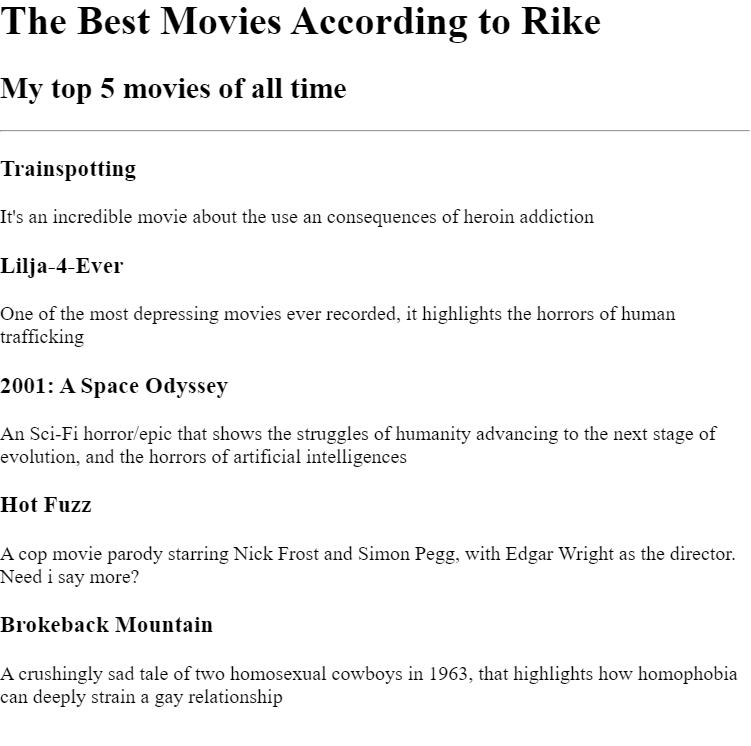 The Best Movies According to Rike
My top 5 movies of all time
Trainspotting
It's an incredible movie about the use an consequences of heroin addiction
Lilja-4-Ever
One of the most depressing movies ever recorded, it highlights the horrors of human
trafficking
2001: A Space Odyssey
An Sci-Fi horror/epic that shows the struggles of humanity advancing to the next stage of
evolution, and the horrors of artificial intelligences
Hot Fuzz
A cop movie parody starring Nick Frost and Simon Pegg, with Edgar Wright as the director.
Need i say more?
Brokeback Mountain
A crushingly sad tale of two homosexual cowboys in 1963, that highlights how homophobia
can deeply strain a gay relationship